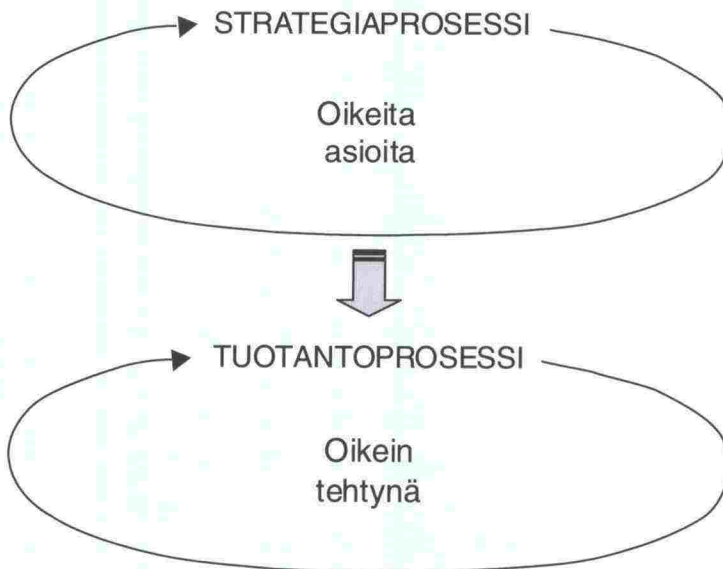 STRATEGIAPROSESSI
Oikeita
asioita
TUOTANTOPROSESSI
Oikein
tehtynä